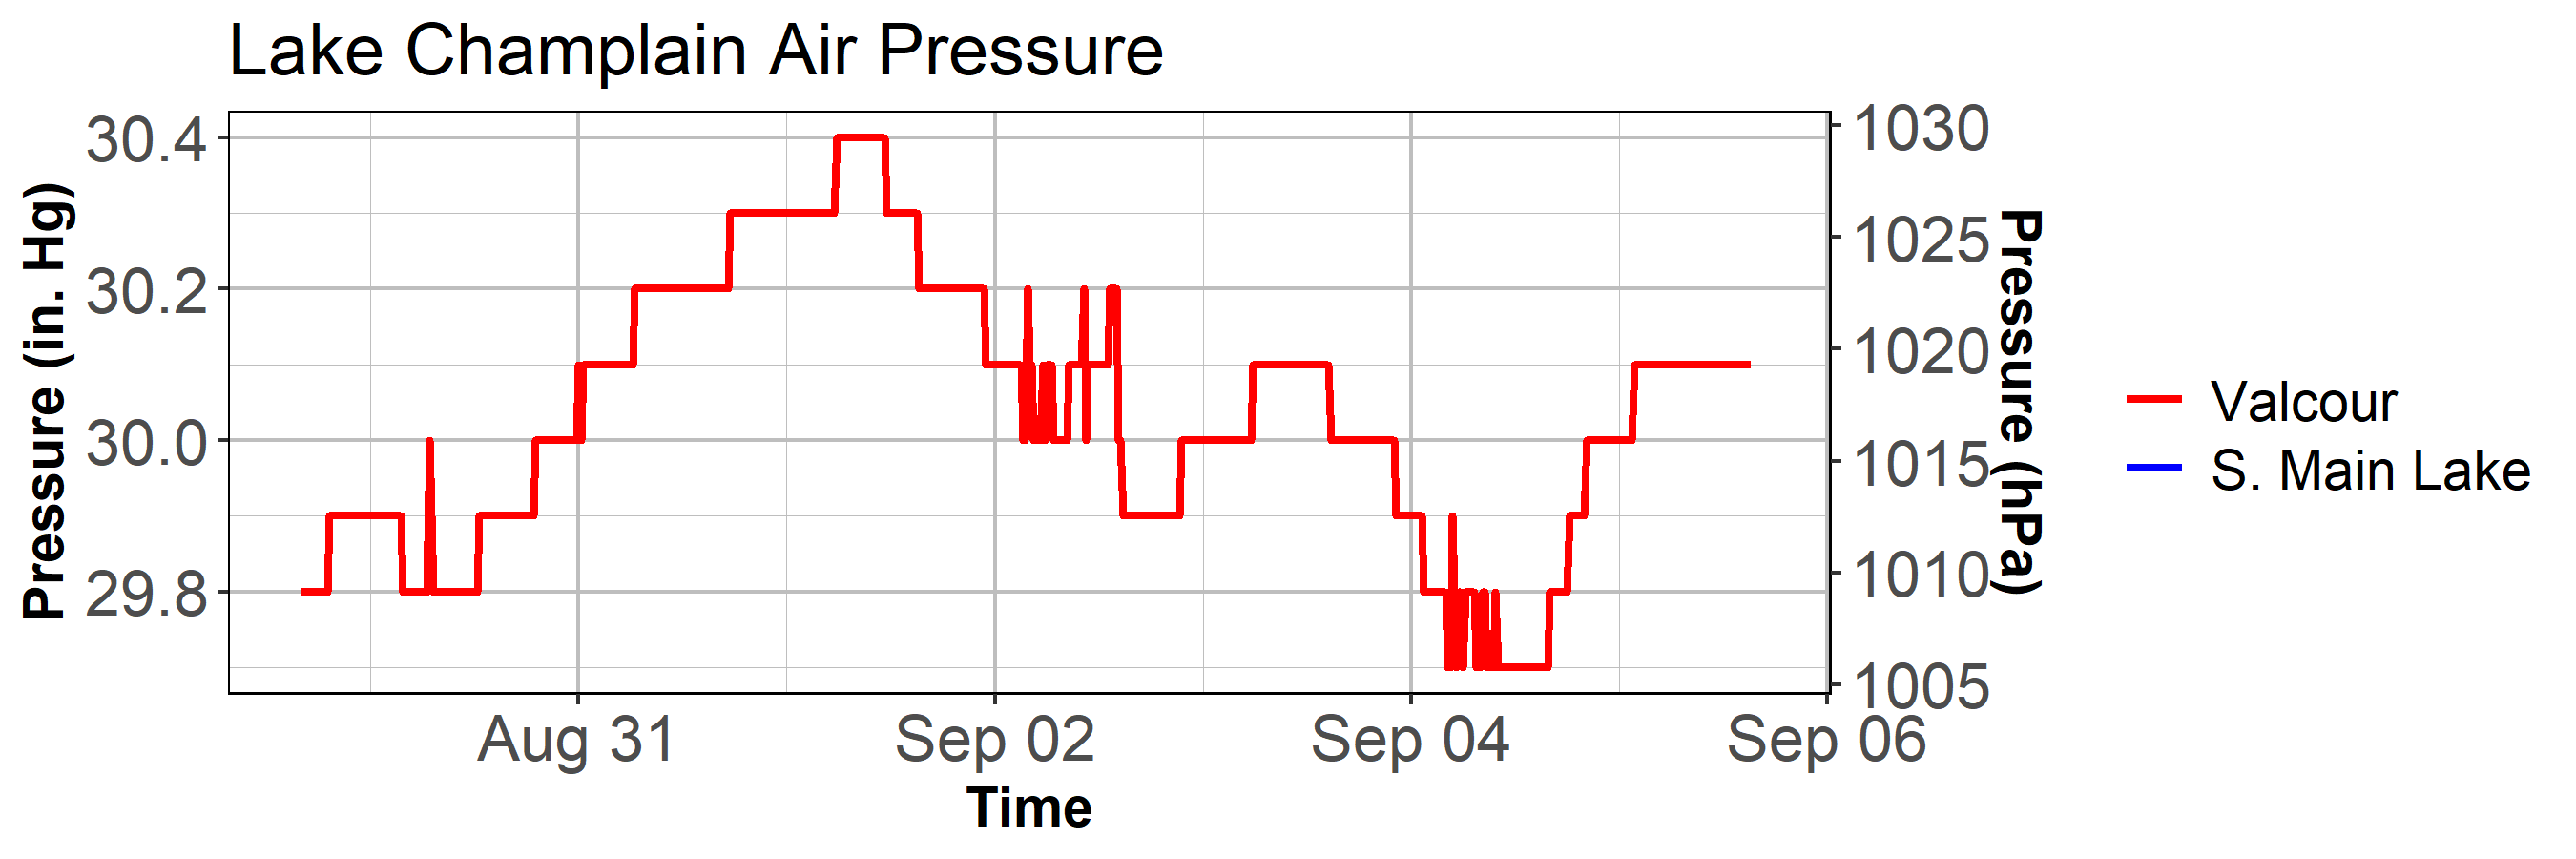 Lake Champlain Air Pressure
Pressure (in. Hg)
30.4
30.2
30.0
29.8
1030
1025
1020
1015
1010
1005
Pressure (hPa)
Aug 31
Sep 02
Sep 04
Sep 06
Time
Valcour
S. Main Lake